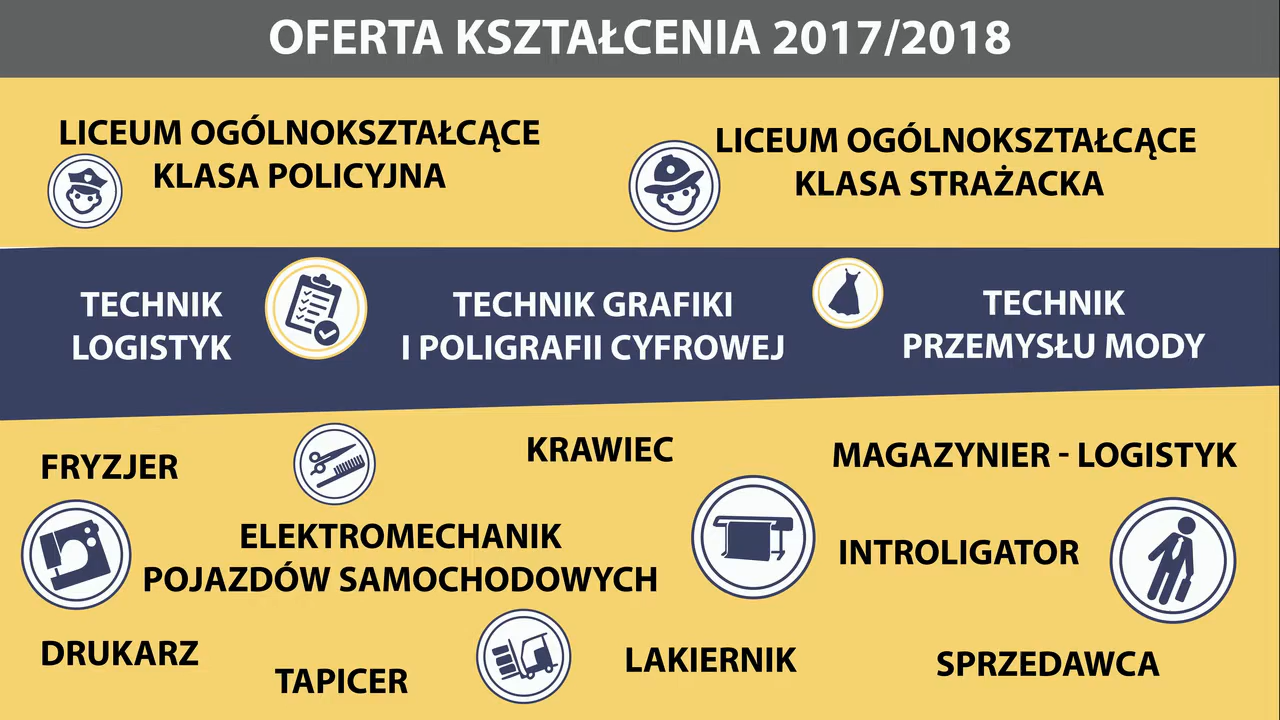 OFERTA KSZTAŁCENIA 2017/2018
LICEUM OGÓLNOKSZTAŁCĄCE
KLASA POLICYJNA
LICEUM OGÓLNOKSZTAŁCĄCE
KLASA STRAŻACKA
TECHNIK
LOGISTYK
TECHNIK GRAFIKI
I POLIGRAFII CYFROWEJ
TECHNIK
PRZEMYSŁU MODY
FRYZJER
KRAWIEC
MAGAZYNIER - LOGISTYK
ELEKTROMECHANIK
POJAZDÓW SAMOCHODOWYCH
INTROLIGATOR
DRUKARZ
TAPICER
LAKIERNIK
SPRZEDAWCA